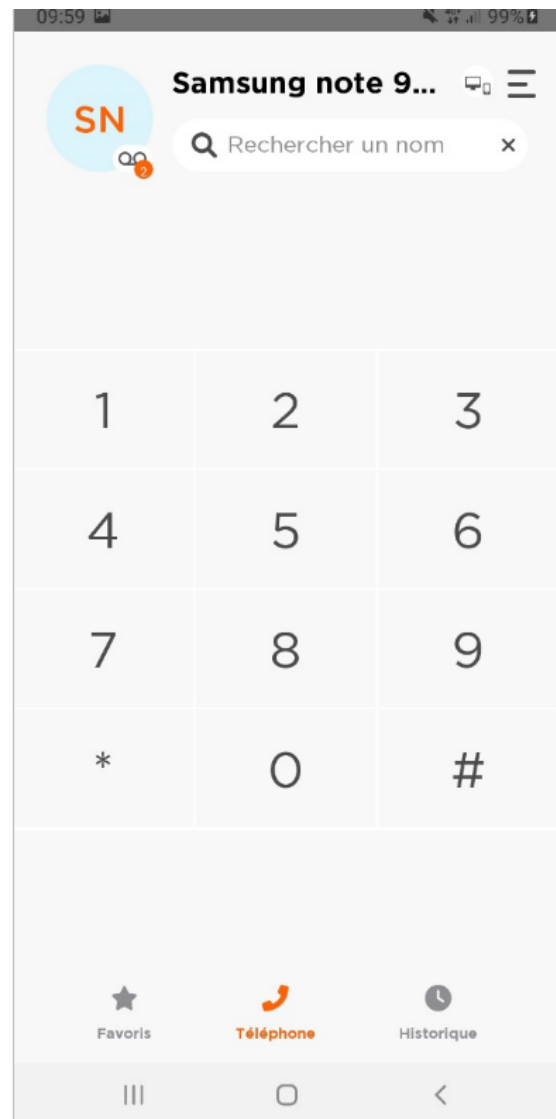 09:59 99%
Samsung note 9...
SN
Rechercher un nom ×
2
1 2 3
4 5 6
7 8 9
* 0 #
Favoris Téléphone Historique